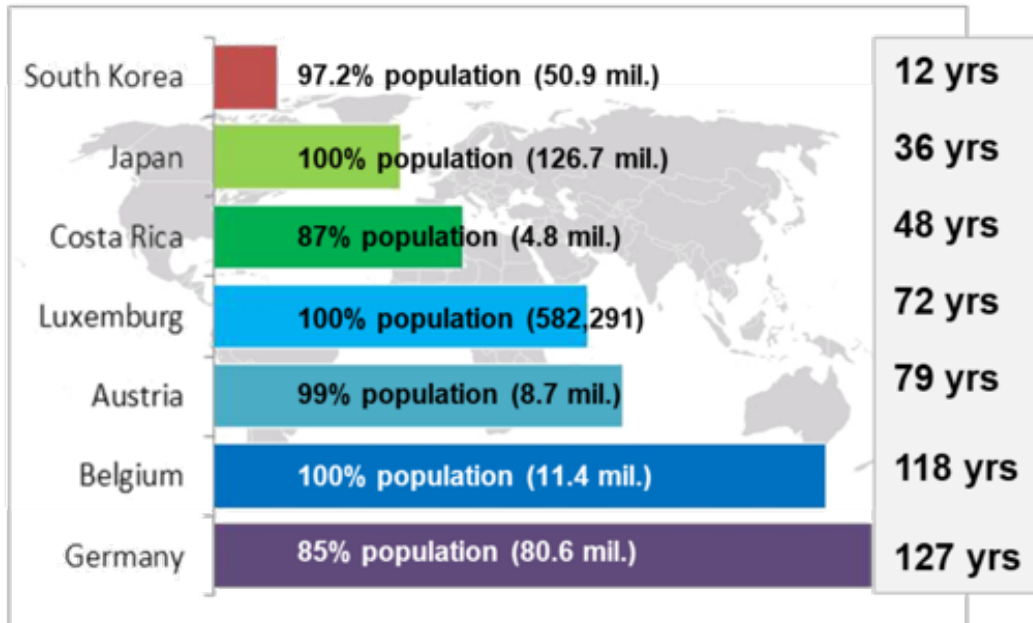 South Korea 97.2% population (50.9 mil.) 12 yrs
Japan 100% population (126.7 mil.) 36 yrs
Costa Rica 87% population (4.8 mil.) 48 yrs
Luxemburg 100% population (582,291) 72 yrs
Austria 99% population (8.7 mil.) 79 yrs
Belgium 100% population (11.4 mil.) 118 yrs
Germany 85% population (80.6 mil.) 127 yrs